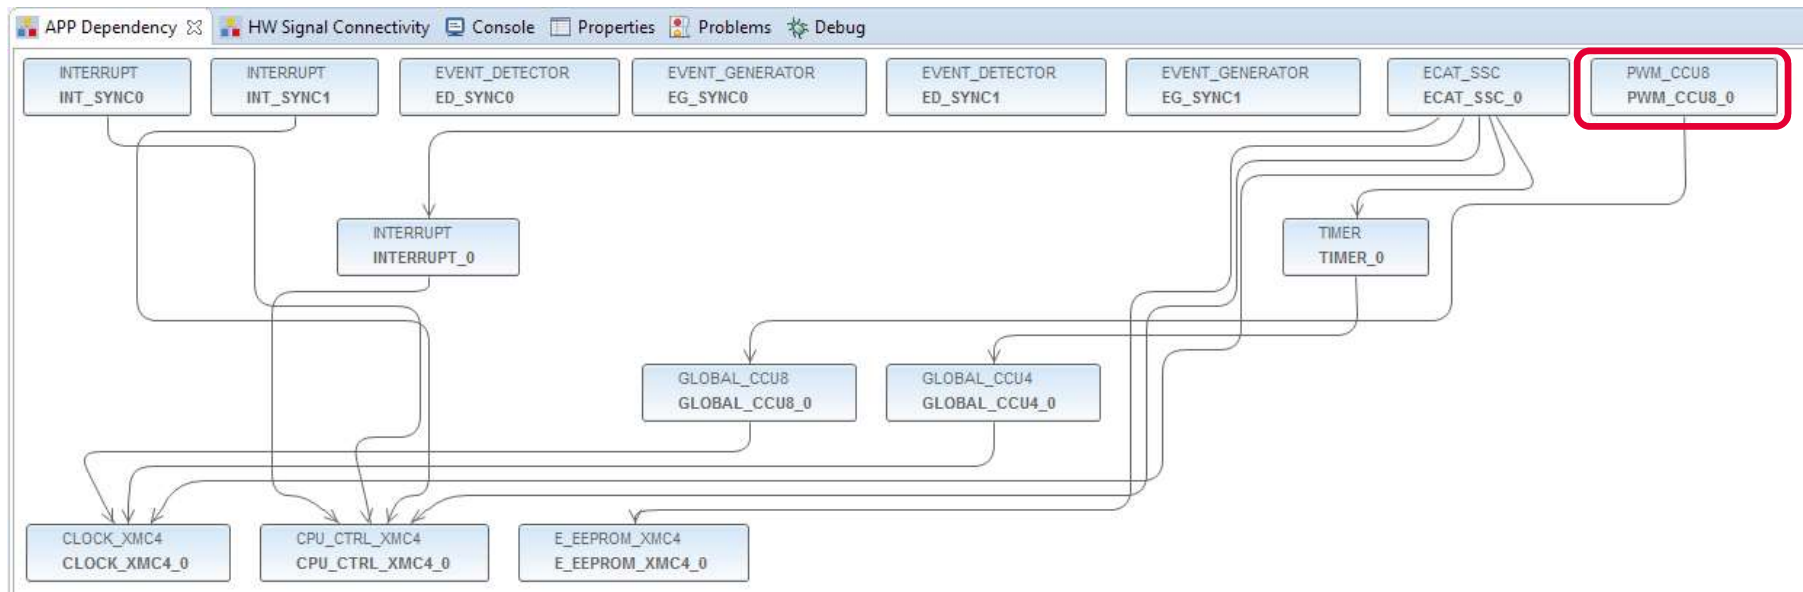 APP Dependency HW Signal Connectivity Console Properties Problems Debug
INTERRUPT
INT_SYNC0
INTERRUPT
INT_SYNC1
EVENT_DETECTOR
ED_SYNC0
EVENT_GENERATOR
EG_SYNC0
EVENT_DETECTOR
ED_SYNC1
EVENT_GENERATOR
EG_SYNC1
ECAT_SSC
ECAT_SSC_0
PWM_CCU8
PWM_CCU8_0
INTERRUPT
INTERRUPT_0
TIMER
TIMER_0
GLOBAL_CCU8
GLOBAL_CCU8_0
GLOBAL_CCU4
GLOBAL_CCU4_0
CLOCK_XMC4
CLOCK_XMC4_0
CPU_CTRL_XMC4
CPU_CTRL_XMC4_0
E_EEPROM_XMC4
E_EEPROM_XMC4_0